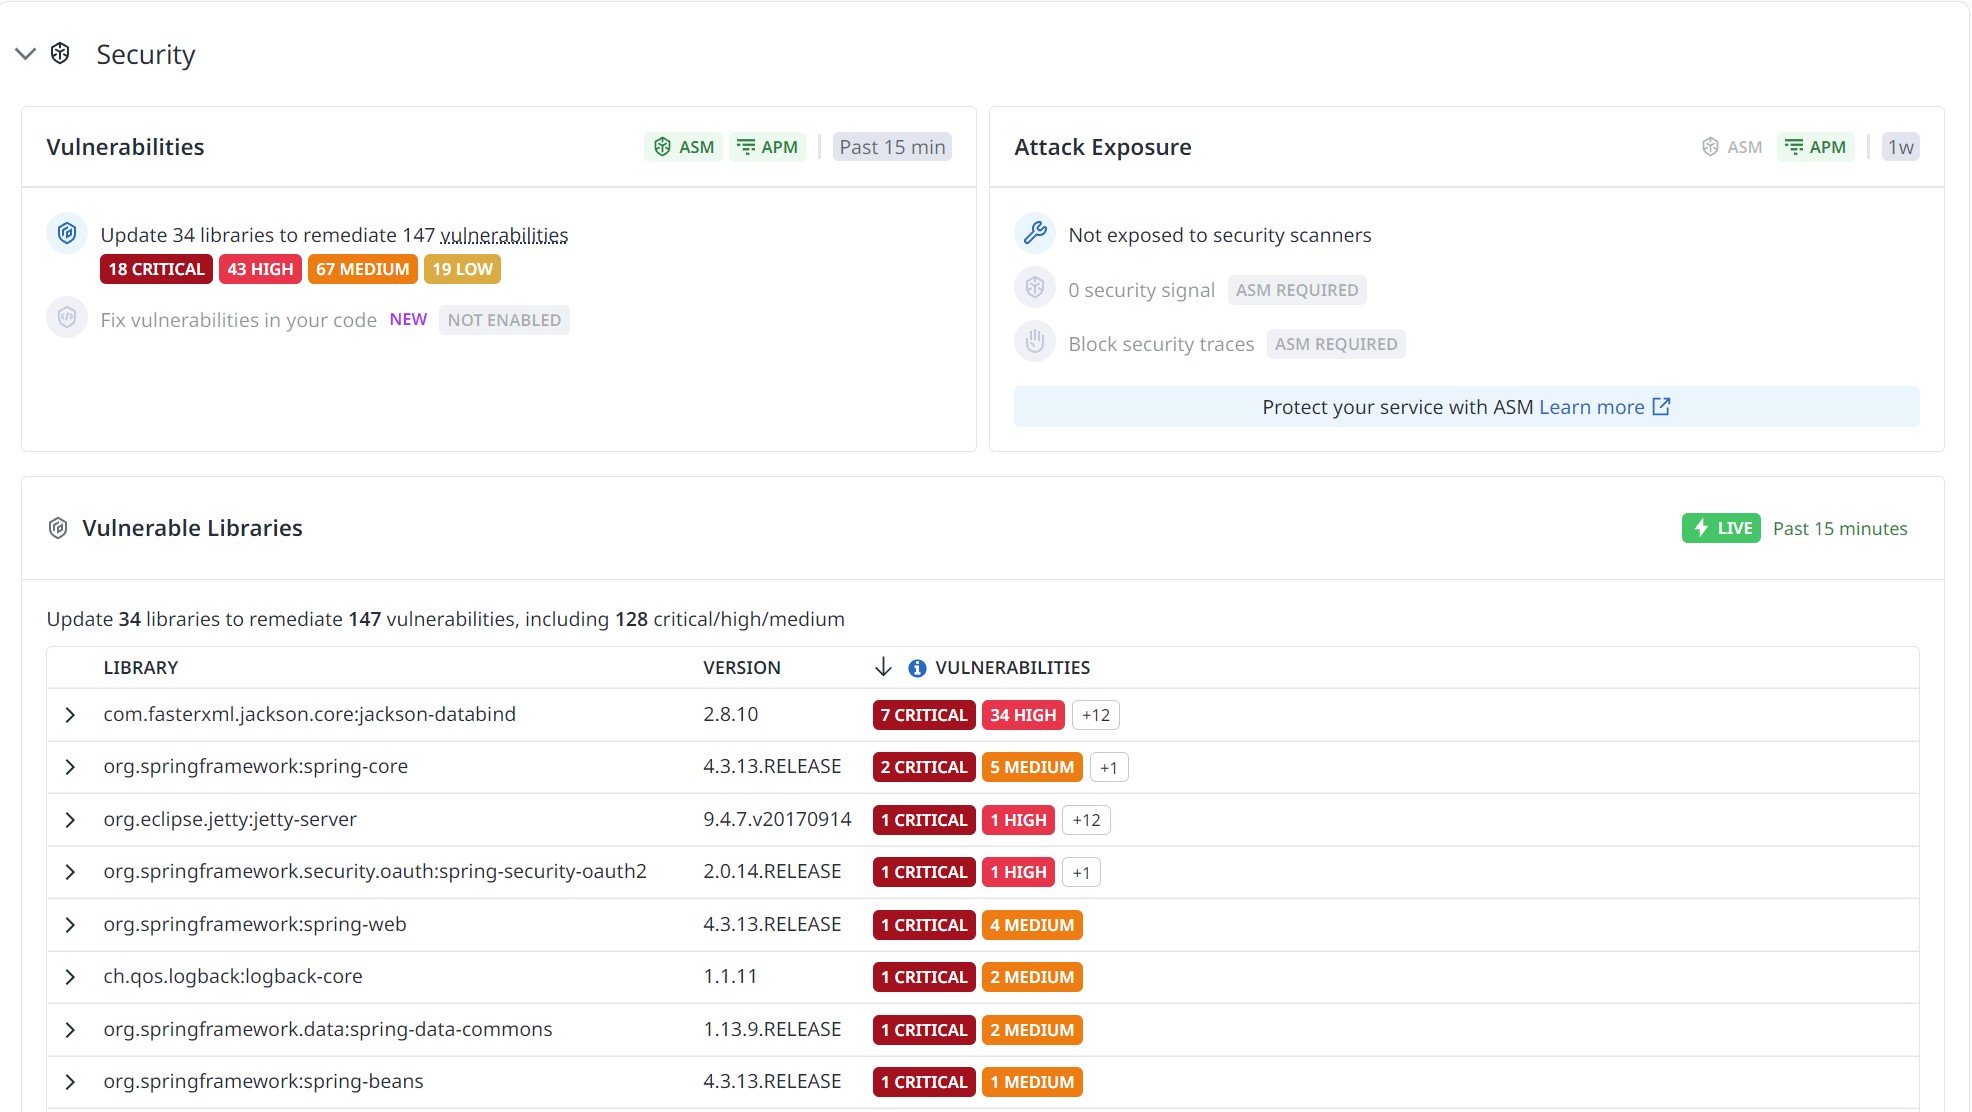 Security
Vulnerabilities
ASM
APM
Past 15 min
Update 34 libraries to remediate 147 vulnerabilities
18 CRITICAL 43 HIGH 67 MEDIUM 19 LOW
Fix vulnerabilities in your code NEW NOT ENABLED
Attack Exposure
ASM
APM
1w
Not exposed to security scanners
0 security signal ASM REQUIRED
Block security traces ASM REQUIRED
Protect your service with ASM Learn more
Vulnerable Libraries
LIVE Past 15 minutes
Update 34 libraries to remediate 147 vulnerabilities, including 128 critical/high/medium
LIBRARY VERSION VULNERABILITIES
com.fasterxml.jackson.core:jackson-databind 2.8.10 7 CRITICAL 34 HIGH +12
org.springframework:spring-core 4.3.13.RELEASE 2 CRITICAL 5 MEDIUM +1
org.eclipse.jetty:jetty-server 9.4.7.v20170914 1 CRITICAL 1 HIGH +12
org.springframework.security.oauth:spring-security-oauth2 2.0.14.RELEASE 1 CRITICAL 1 HIGH +1
org.springframework:spring-web 4.3.13.RELEASE 1 CRITICAL 4 MEDIUM
ch.qos.logback:logback-core 1.1.11 1 CRITICAL 2 MEDIUM
org.springframework.data:spring-data-commons 1.13.9.RELEASE 1 CRITICAL 2 MEDIUM
org.springframework:spring-beans 4.3.13.RELEASE 1 CRITICAL 1 MEDIUM